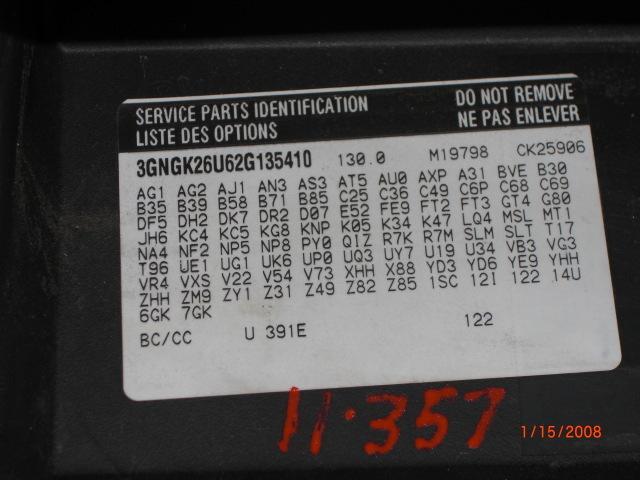 SERVICE PARTS IDENTIFICATION DO NOT REMOVE
LISTE DES OPTIONS NE PAS ENLEVER
3GNGK26U62G135410 130.0 M19798 CK25906
AG1 AG2 AJ1 AN3 AS3 AT5 AU0 AXP A31 BVE B30
B35 B39 B58 B71 B85 C25 C36 C49 C6P C68 C69
DF5 DH2 DK7 DR2 D07 E52 FE9 FT2 FT3 GT4 G80
JH6 KC4 KC5 KG8 KNP K05 K34 K47 LQ4 MSL MT1
NA4 NF2 NP5 NP8 PY0 QIZ R7K R7M SLM SLT T17
T96 UE1 UG1 UK6 UP0 UQ3 UY7 U19 U34 VB3 VG3
VR4 VXS V22 V54 V73 XHH X88 YD3 YD6 YE9 YHH
ZHH ZM9 ZY1 Z31 Z49 Z82 Z85 1SC 12I 122 14U
6GK 7GK
BC/CC U 391E 122
11·357
1/15/2008